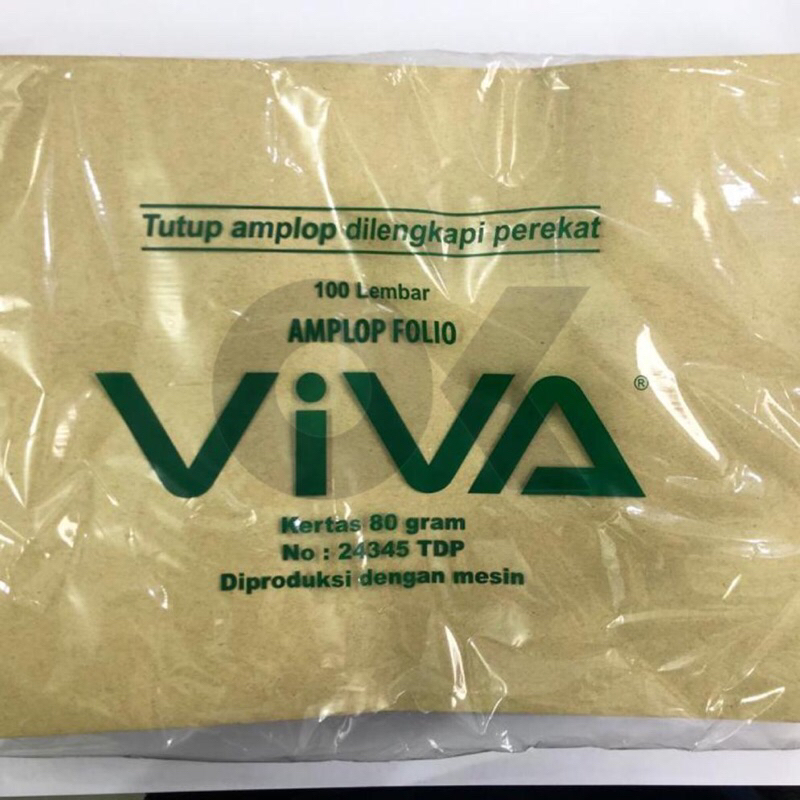 Tutup amplop dilengkapi perekat
100 Lembar
AMPLOP FOLIO
ViVA ®
Kertas 80 gram
No : 24345 TDP
Diproduksi dengan mesin